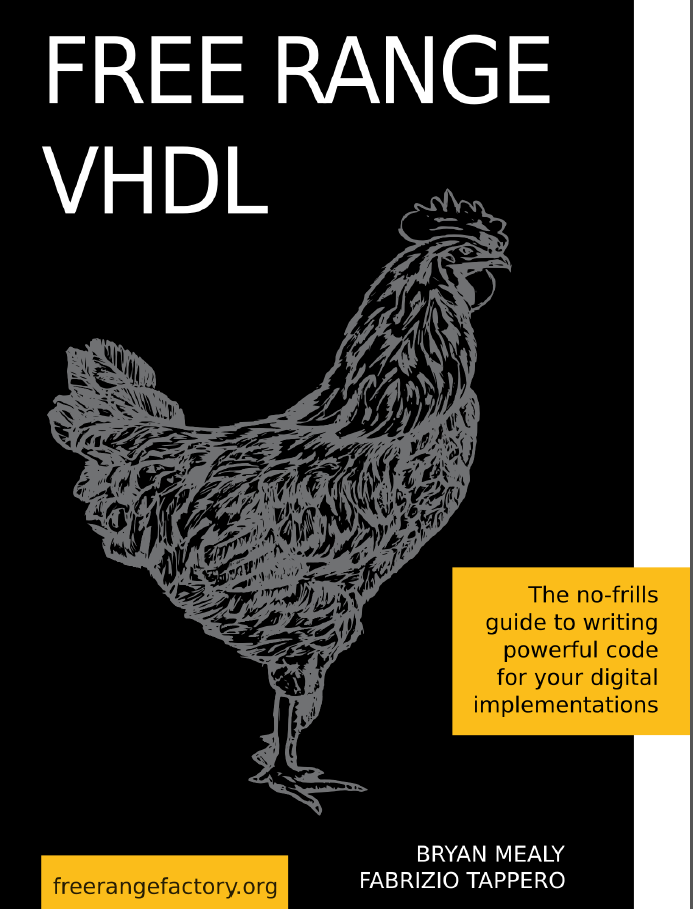 FREE RANGE
VHDL
The no-frills
guide to writing
powerful code
for your digital
implementations
BRYAN MEALY
FABRIZIO TAPPERO
freerangefactory.org